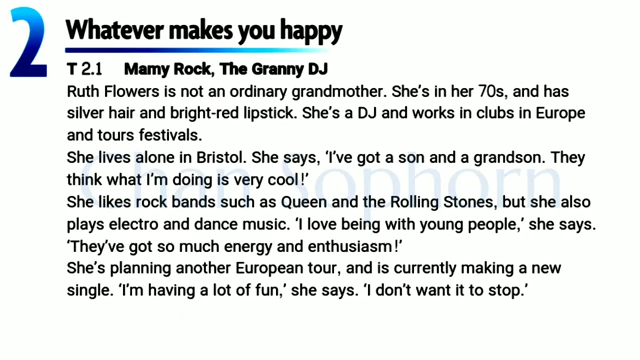 2 Whatever makes you happy
T 2.1 Mamy Rock, The Granny DJ
Ruth Flowers is not an ordinary grandmother. She's in her 70s, and has
silver hair and bright-red lipstick. She's a DJ and works in clubs in Europe
and tours festivals.
She lives alone in Bristol. She says, 'I've got a son and a grandson. They
think what I'm doing is very cool!'
She likes rock bands such as Queen and the Rolling Stones, but she also
plays electro and dance music. 'I love being with young people,' she says.
'They've got so much energy and enthusiasm!'
She's planning another European tour, and is currently making a new
single. 'I'm having a lot of fun,' she says. 'I don't want it to stop.'
Chan Sophorn